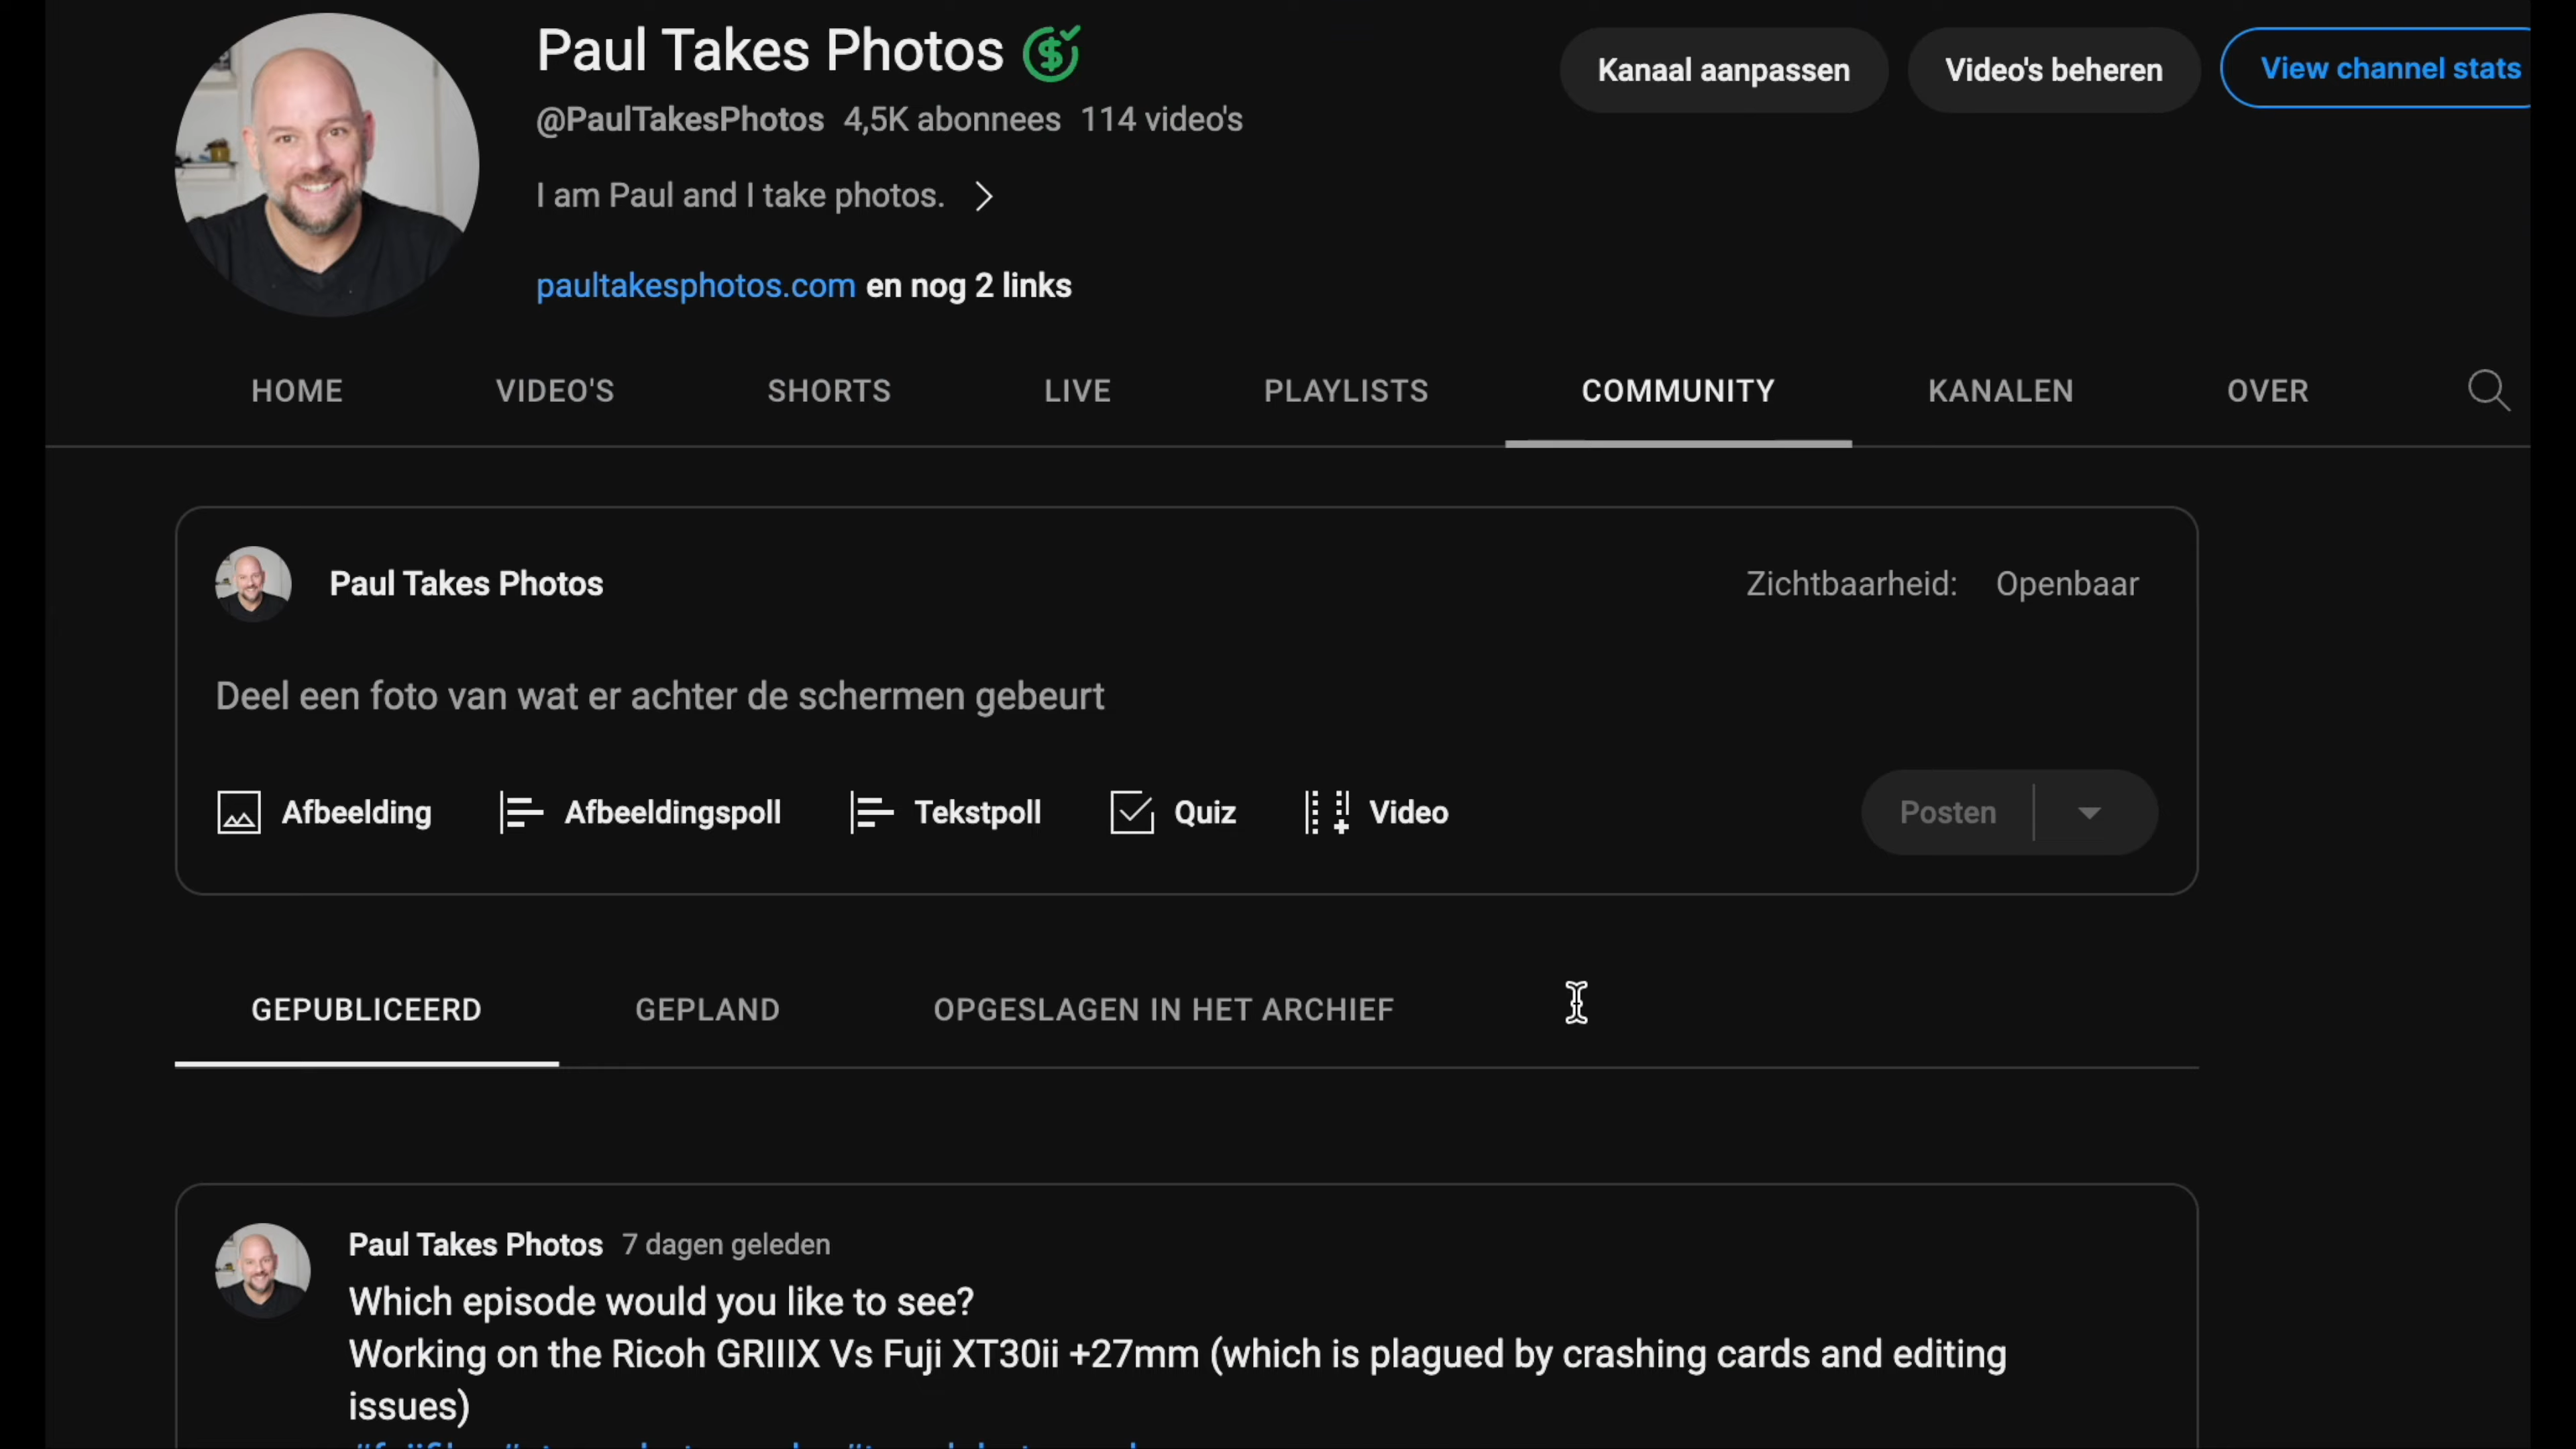 Paul Takes Photos
Kanaal aanpassen
Video's beheren
View channel stats
@PaulTakesPhotos 4,5K abonnees 114 video's
I am Paul and I take photos.
paultakesphotos.com en nog 2 links
HOME VIDEO'S SHORTS LIVE PLAYLISTS COMMUNITY KANALEN OVER
Paul Takes Photos
Zichtbaarheid: Openbaar
Deel een foto van wat er achter de schermen gebeurt
Afbeelding Afbeeldingspoll Tekstpoll Quiz Video
Posten
GEPUBLICEERD GEPLAND OPGESLAGEN IN HET ARCHIEF
Paul Takes Photos 7 dagen geleden
Which episode would you like to see?
Working on the Ricoh GRIIIX Vs Fuji XT30ii +27mm (which is plagued by crashing cards and editing
issues)